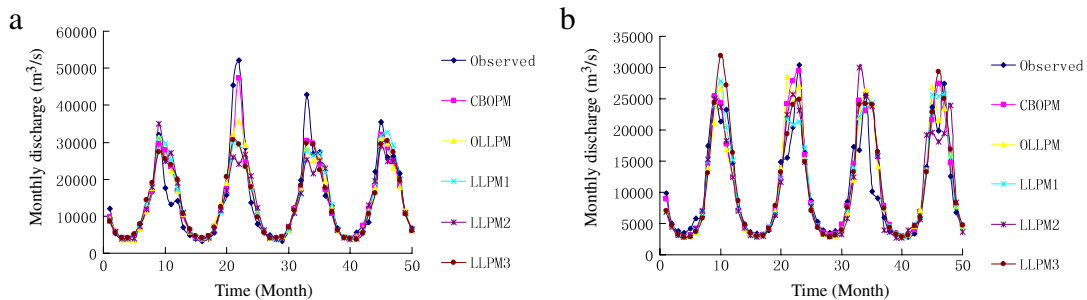 a
Monthly discharge (m³/s)
60000
50000
40000
30000
20000
10000
0
0
10
20
30
40
50
Time (Month)
Observed
CBOPM
OLLPM
LLPM1
LLPM2
LLPM3
b
Monthly discharge (m³/s)
35000
30000
25000
20000
15000
10000
5000
0
0
10
20
30
40
50
Time (Month)
Observed
CBOPM
OLLPM
LLPM1
LLPM2
LLPM3